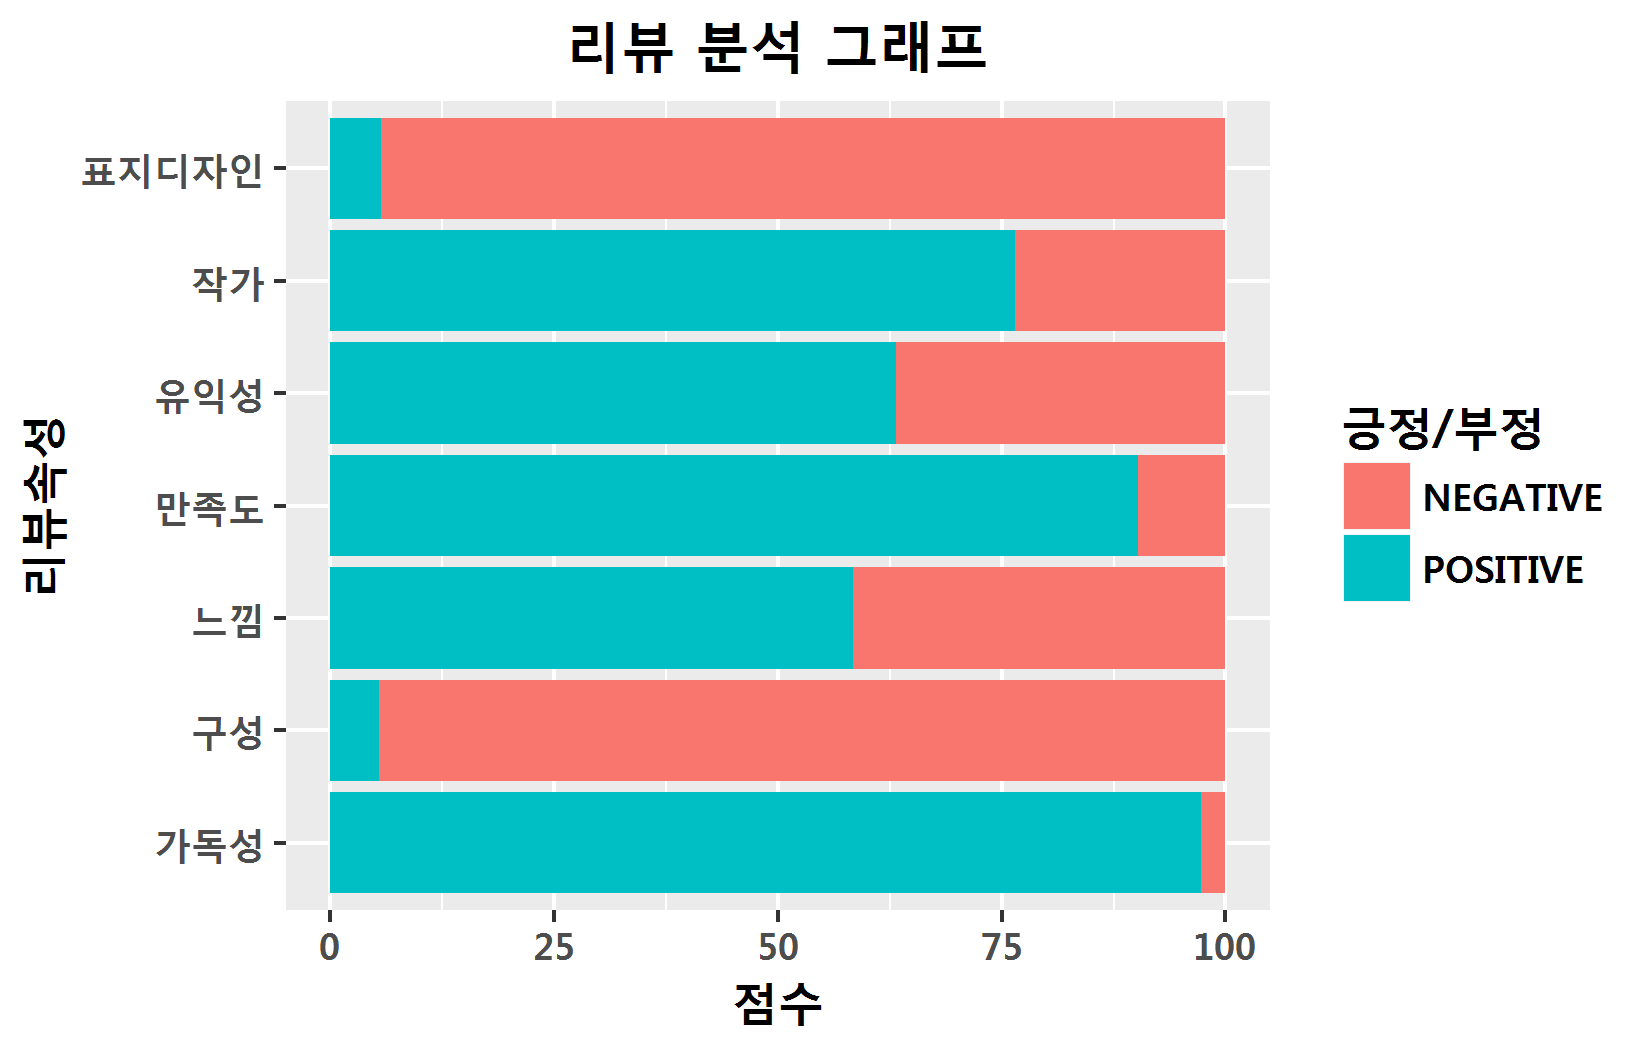 리뷰 분석 그래프
리뷰속성
표지디자인
작가
유익성
만족도
느낌
구성
가독성
0 25 50 75 100
점수
긍정/부정
NEGATIVE
POSITIVE